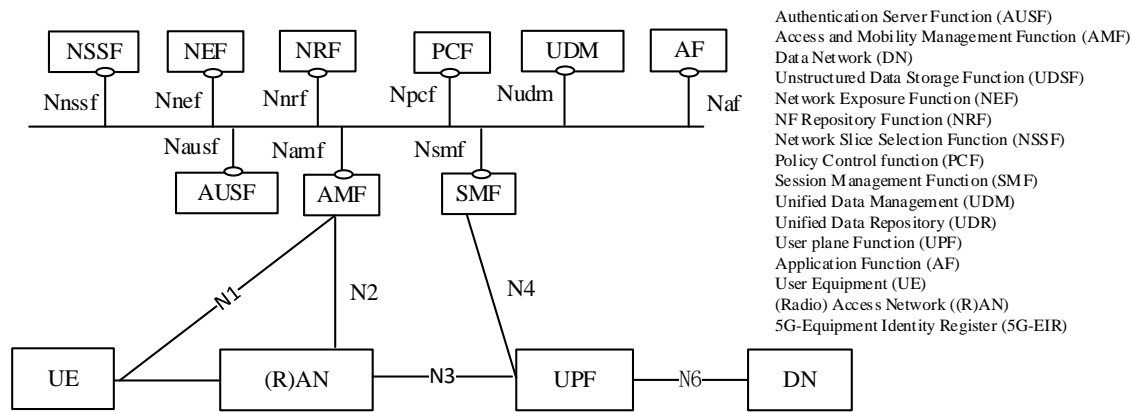 NSSF NEF NRF PCF UDM AF
Nnssf Nnef Nnrf Npcf Nudm Naf
Nausf Namf Nsmf
AUSF AMF SMF
N1 N2 N4
UE (R)AN N3 UPF N6 DN
Authentication Server Function (AUSF)
Access and Mobility Management Function (AMF)
Data Network (DN)
Unstructured Data Storage Function (UDSF)
Network Exposure Function (NEF)
NF Repository Function (NRF)
Network Slice Selection Function (NSSF)
Policy Control function (PCF)
Session Management Function (SMF)
Unified Data Management (UDM)
Unified Data Repository (UDR)
User plane Function (UPF)
Application Function (AF)
User Equipment (UE)
(Radio) Access Network ((R)AN)
5G-Equipment Identity Register (5G-EIR)